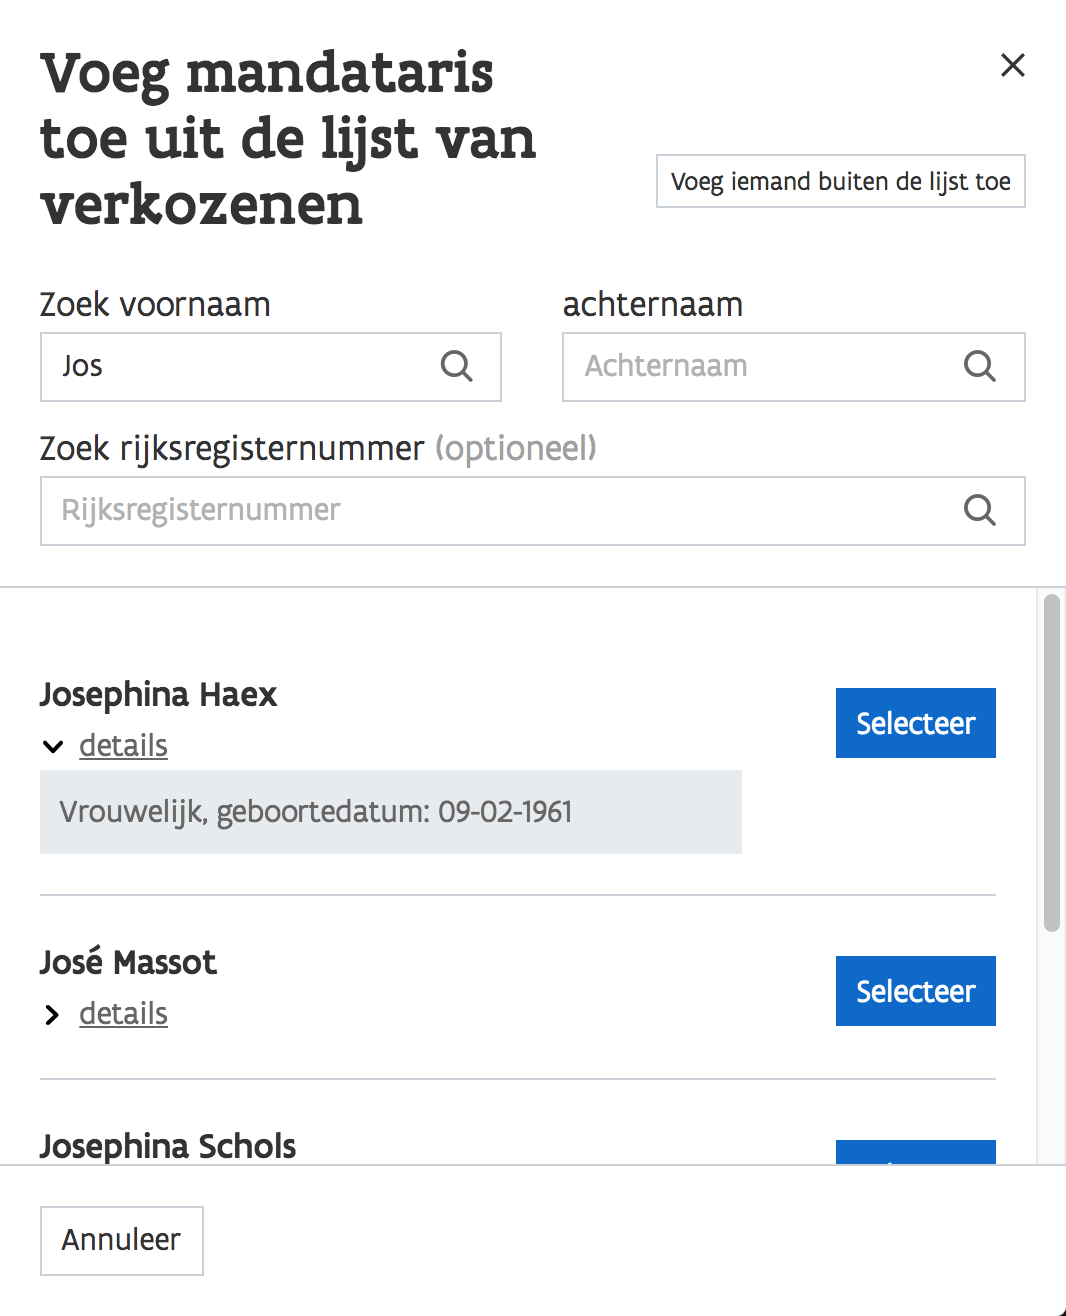 Voeg mandataris
toe uit de lijst van
verkozenen
Voeg iemand buiten de lijst toe
Zoek voornaam
achternaam
Jos
Achternaam
Zoek rijksregisternummer (optioneel)
Rijksregisternummer
Josephina Haex
details
Selecteer
Vrouwelijk, geboortedatum: 09-02-1961
José Massot
details
Selecteer
Josephina Schols
Annuleer